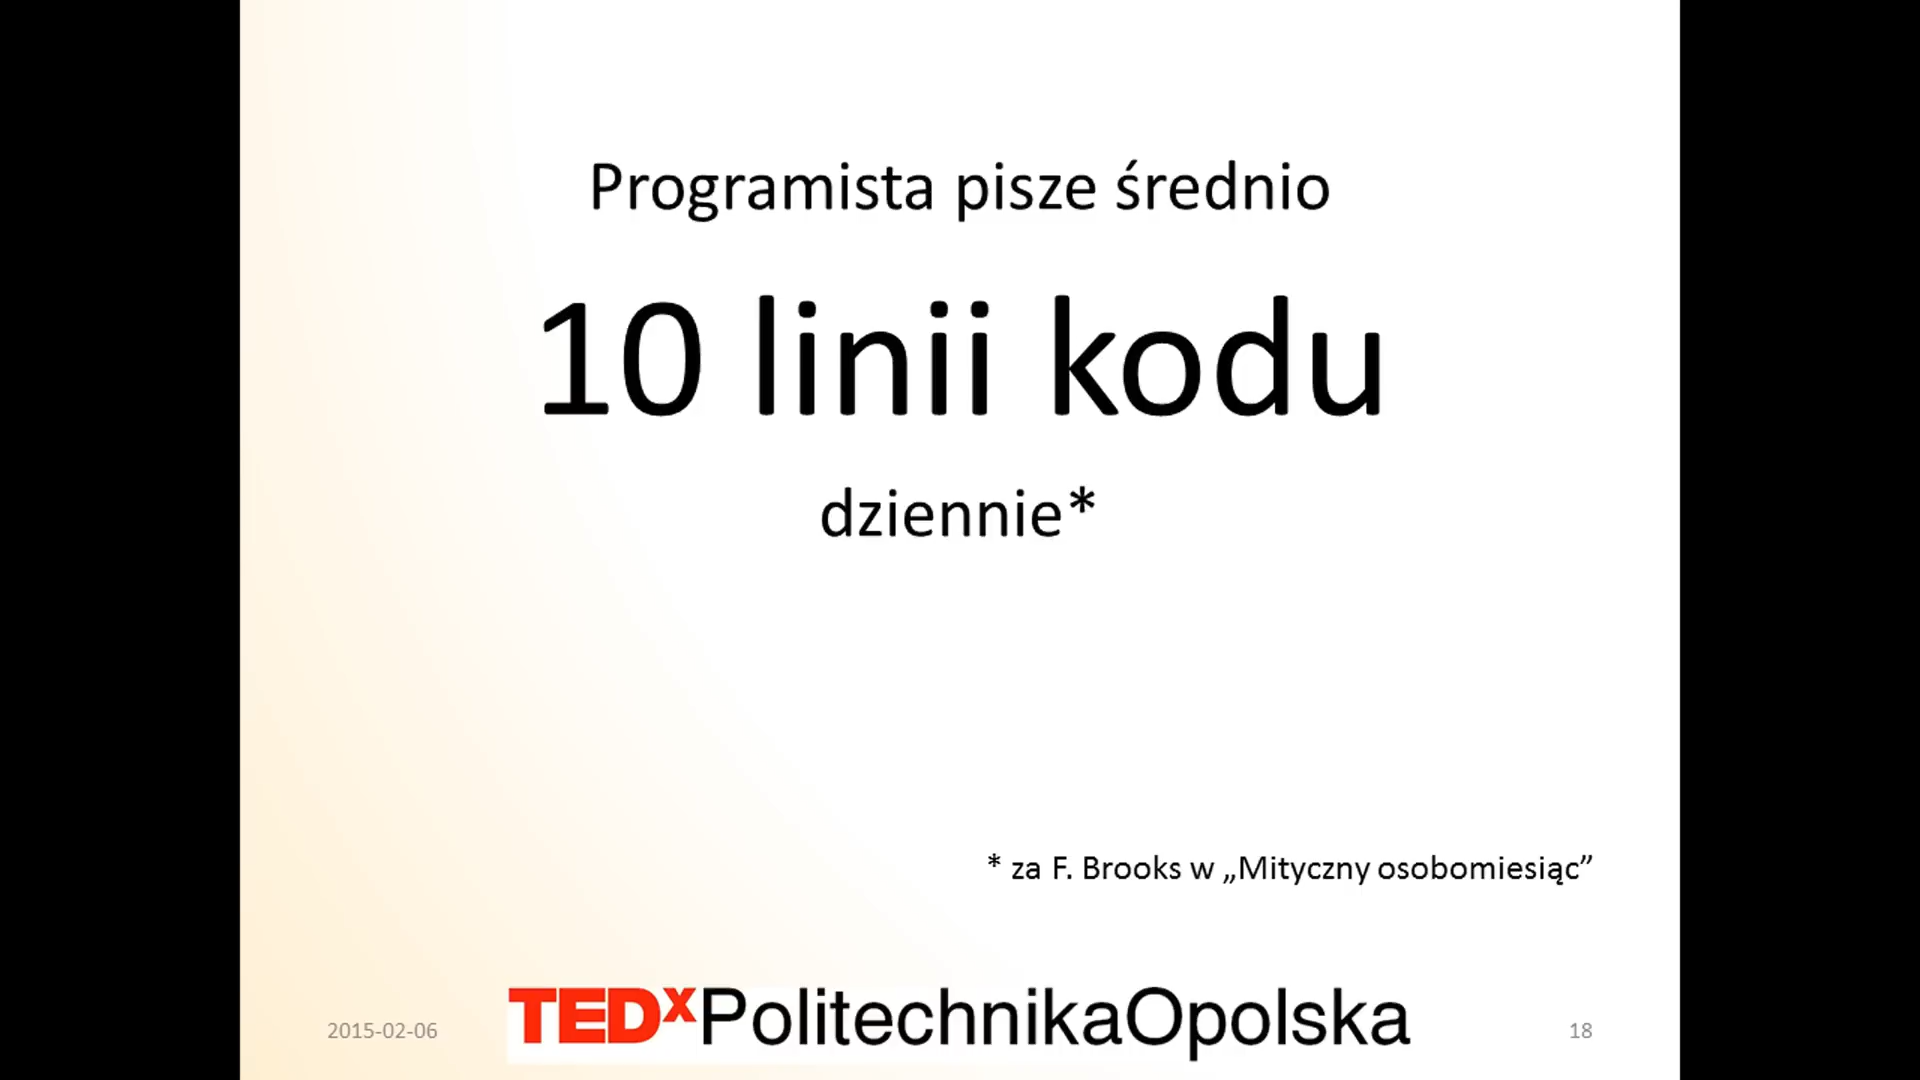 Programista pisze średnio
10 linii kodu
dziennie*
* za F. Brooks w „Mityczny osobomiesiąc”
2015-02-06
TEDxPolitechnikaOpolska
18